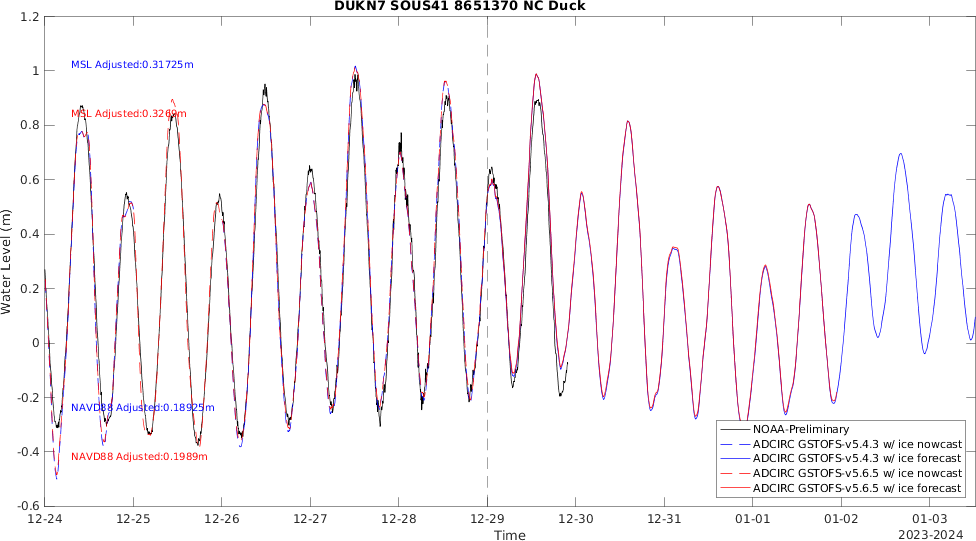 DUKN7 SOUS41 8651370 NC Duck
1.2
1
0.8
0.6
0.4
0.2
0
-0.2
-0.4
-0.6
Water Level (m)
MSL Adjusted:0.31725m
MSL Adjusted:0.3269m
NAVD88 Adjusted:0.18925m
NAVD88 Adjusted:0.1989m
NOAA-Preliminary
ADCIRC GSTOFS-v5.4.3 w/ ice nowcast
ADCIRC GSTOFS-v5.4.3 w/ ice forecast
ADCIRC GSTOFS-v5.6.5 w/ ice nowcast
ADCIRC GSTOFS-v5.6.5 w/ ice forecast
12-24 12-25 12-26 12-27 12-28 12-29 12-30 12-31 01-01 01-02 01-03
Time
2023-2024